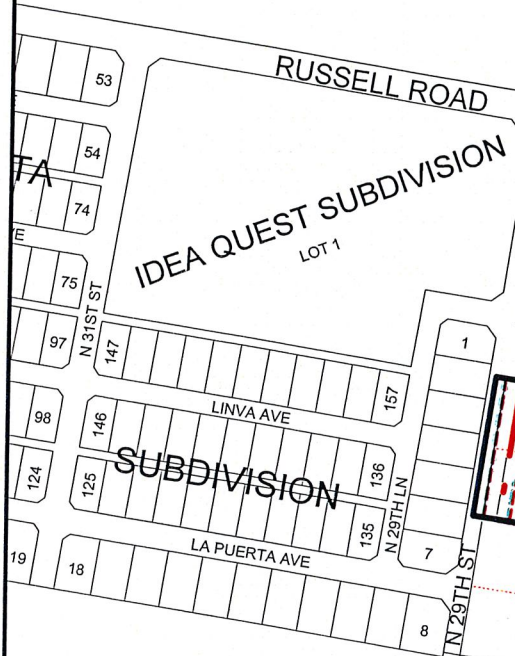 RUSSELL ROAD
53
54
TA
74
IDEA QUEST SUBDIVISION
LOT 1
E
75
N 31ST ST
97
147
157
1
LINVA AVE
98
146
136
SUBDIVISION
124
125
135
N 29TH LN
7
LA PUERTA AVE
19
18
8
N 29TH ST